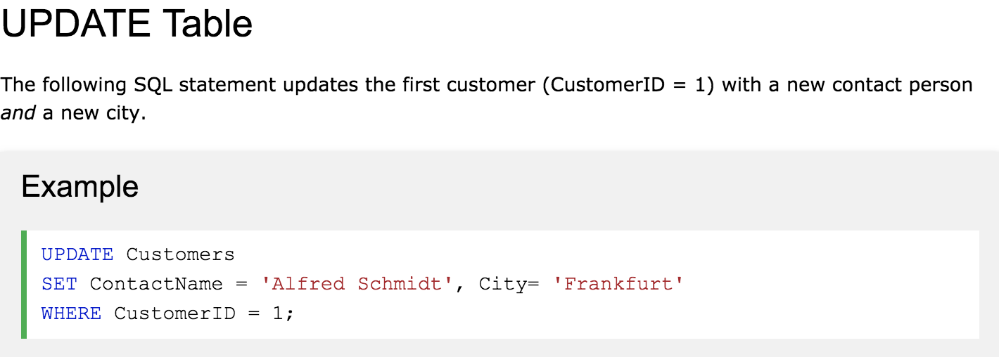 UPDATE Table
The following SQL statement updates the first customer (CustomerID = 1) with a new contact person
and a new city.
Example
UPDATE Customers
SET ContactName = 'Alfred Schmidt', City= 'Frankfurt'
WHERE CustomerID = 1;